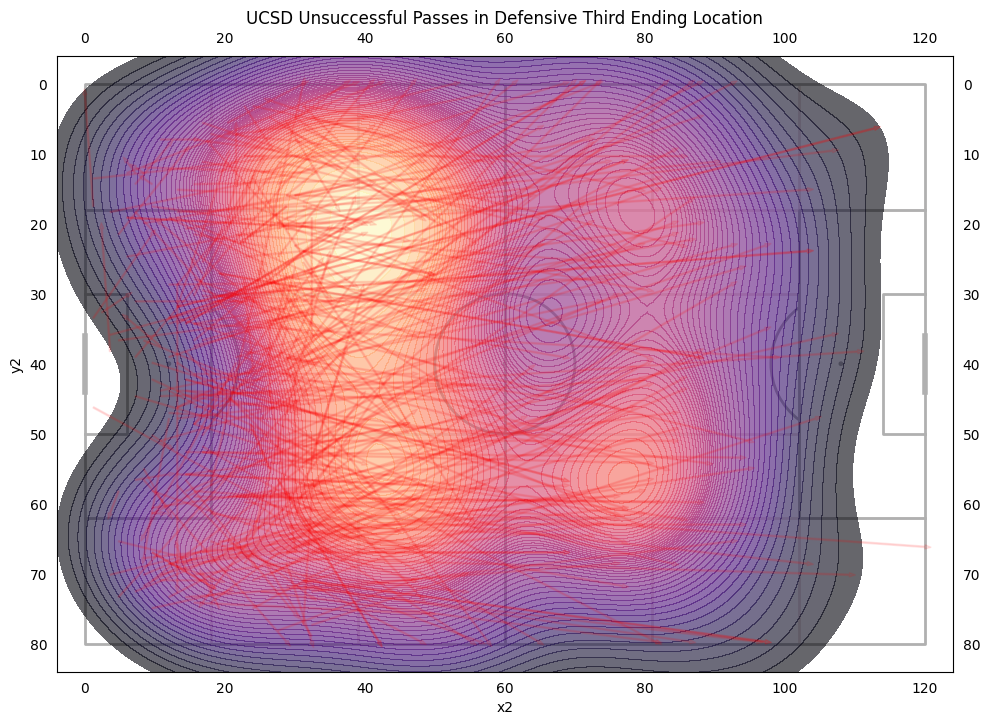 UCSD Unsuccessful Passes in Defensive Third Ending Location
0 20 40 60 80 100 120
0 0
10 10
20 20
30 30
40 40
50 50
60 60
70 70
80 80
y2
0 20 40 60 80 100 120
x2